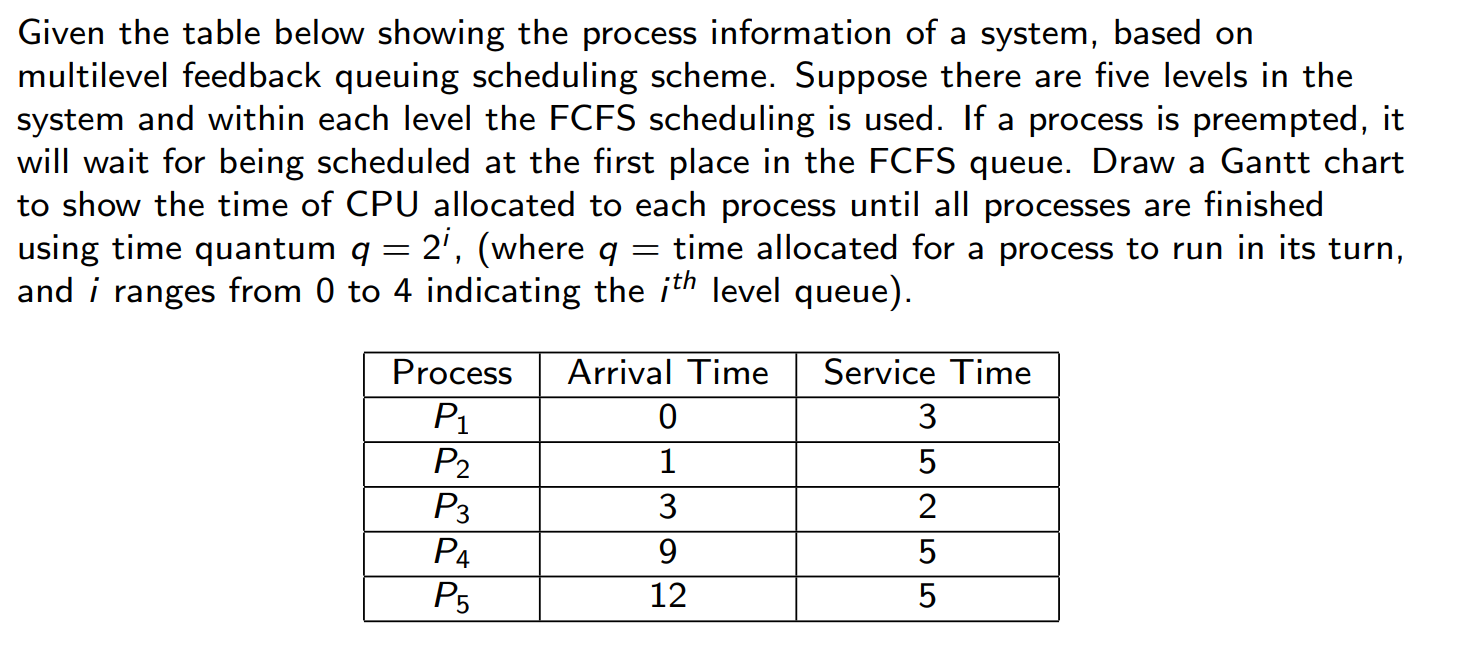 Given the table below showing the process information of a system, based on
multilevel feedback queuing scheduling scheme. Suppose there are five levels in the
system and within each level the FCFS scheduling is used. If a process is preempted, it
will wait for being scheduled at the first place in the FCFS queue. Draw a Gantt chart
to show the time of CPU allocated to each process until all processes are finished
using time quantum q = 2^i, (where q = time allocated for a process to run in its turn,
and i ranges from 0 to 4 indicating the i^th level queue).
Process Arrival Time Service Time
P₁ 0 3
P₂ 1 5
P₃ 3 2
P₄ 9 5
P₅ 12 5